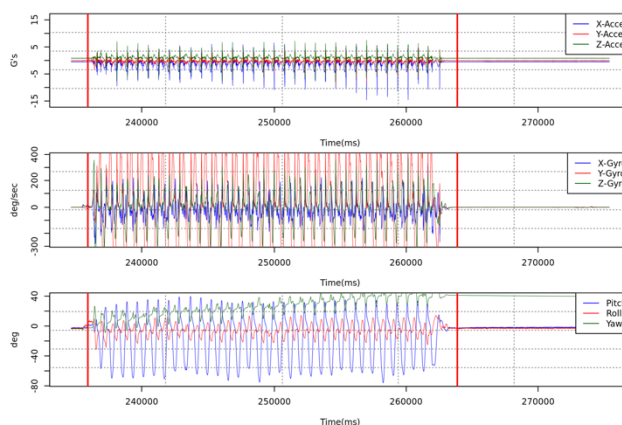 15
5
-5
-15
G's
X-Acce
Y-Acce
Z-Acce
240000
250000
260000
270000
Time(ms)
400
200
0
-300
deg/sec
X-Gyr
Y-Gyr
Z-Gyr
240000
250000
260000
270000
Time(ms)
40
0
-40
-80
deg
Pitc
Roll
Yaw
240000
250000
260000
270000
Time(ms)